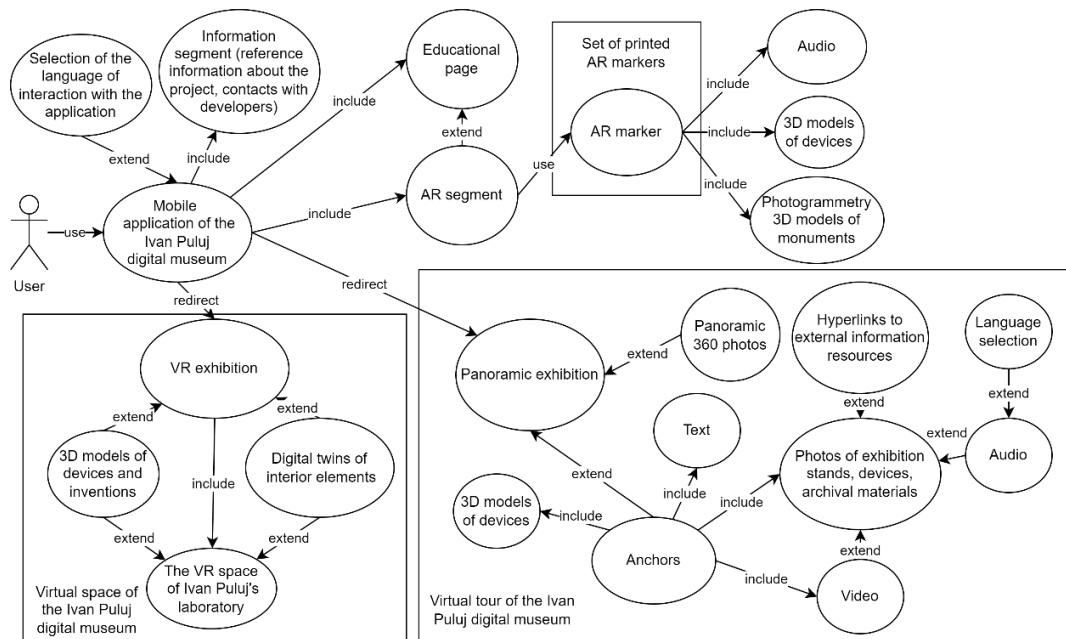 Selection of the
language of
interaction with the
application
Information
segment (reference
information about the
project, contacts with
developers)
Educational
page
Set of printed
AR markers
Audio
include
extend
include
include
extend
include
3D models
of devices
AR marker
use
include
AR segment
include
Photogrammetry
3D models of
monuments
Mobile
application of the
Ivan Puluj
digital museum
use
User
redirect
redirect
VR exhibition
extend
extend
3D models of
devices and
inventions
Digital twins of
interior elements
include
extend
extend
The VR space
of Ivan Puluj's
laboratory
Virtual space of
the Ivan Puluj
digital museum
Panoramic exhibition
Panoramic
360 photos
extend
Hyperlinks to
external information
resources
Language
selection
extend
extend
Text
Photos of exhibition
stands, devices,
archival materials
extend
Audio
extend
3D models
of devices
include
include
include
Anchors
include
extend
Video
Virtual tour of the Ivan
Puluj digital museum